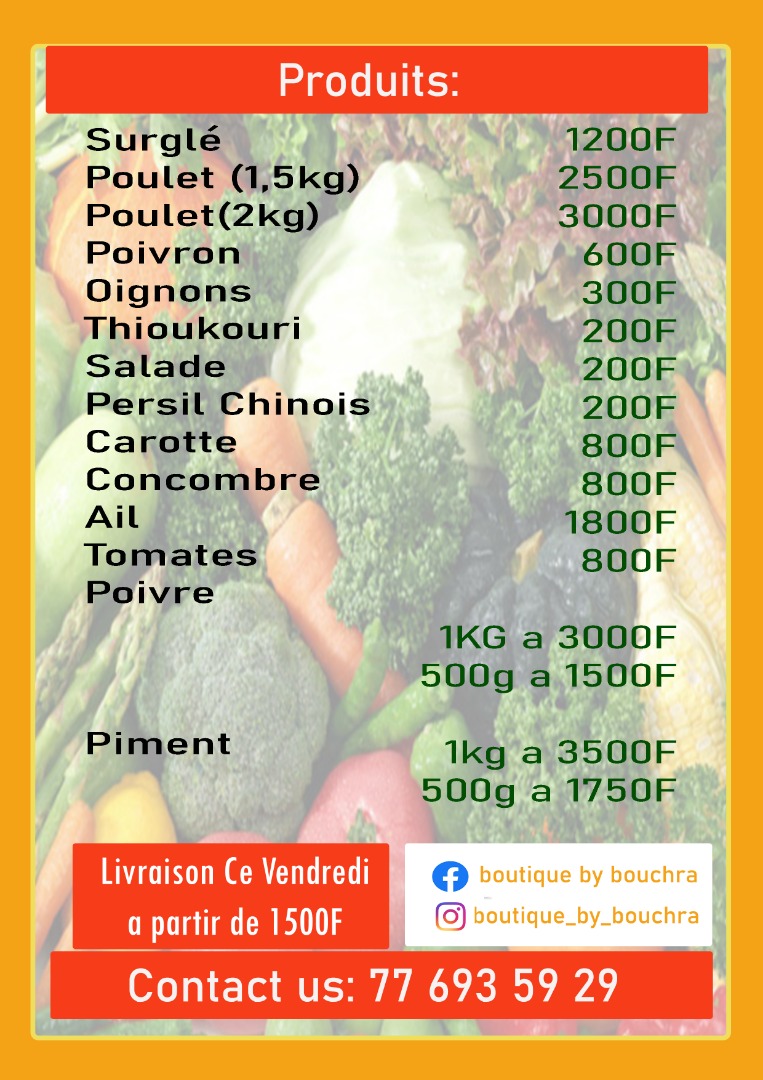 Produits:
Surglé 1200F
Poulet (1,5kg) 2500F
Poulet(2kg) 3000F
Poivron 600F
Oignons 300F
Thioukouri 200F
Salade 200F
Persil Chinois 200F
Carotte 800F
Concombre 800F
Ail 1800F
Tomates 800F
Poivre
1KG a 3000F
500g a 1500F
Piment 1kg a 3500F
500g a 1750F
Livraison Ce Vendredi
a partir de 1500F
boutique by bouchra
boutique_by_bouchra
Contact us: 77 693 59 29